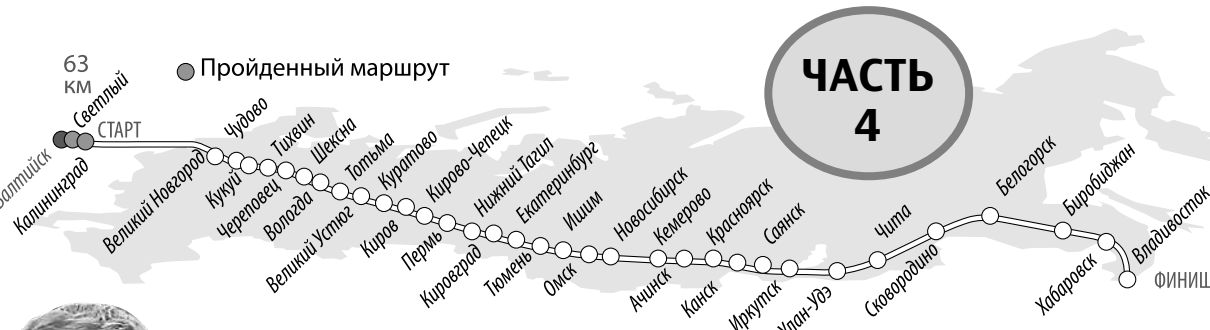 63
км
Пройденный маршрут
ЧАСТЬ
4
Светлый
СТАРТ
Калининград
Великий Новгород
Чудово
Кукуй
Тихвин
Череповец
Шексна
Вологда
Тотьма
Великий Устюг
Куратово
Киров
Кирово-Чепецк
Пермь
Нижний Тагил
Кировград
Екатеринбург
Тюмень
Ишим
Омск
Новосибирск
Кемерово
Ачинск
Красноярск
Канск
Саянск
Иркутск
Улан-Удэ
Чита
Сковородино
Белогорск
Биробиджан
Хабаровск
Владивосток
ФИНИШ